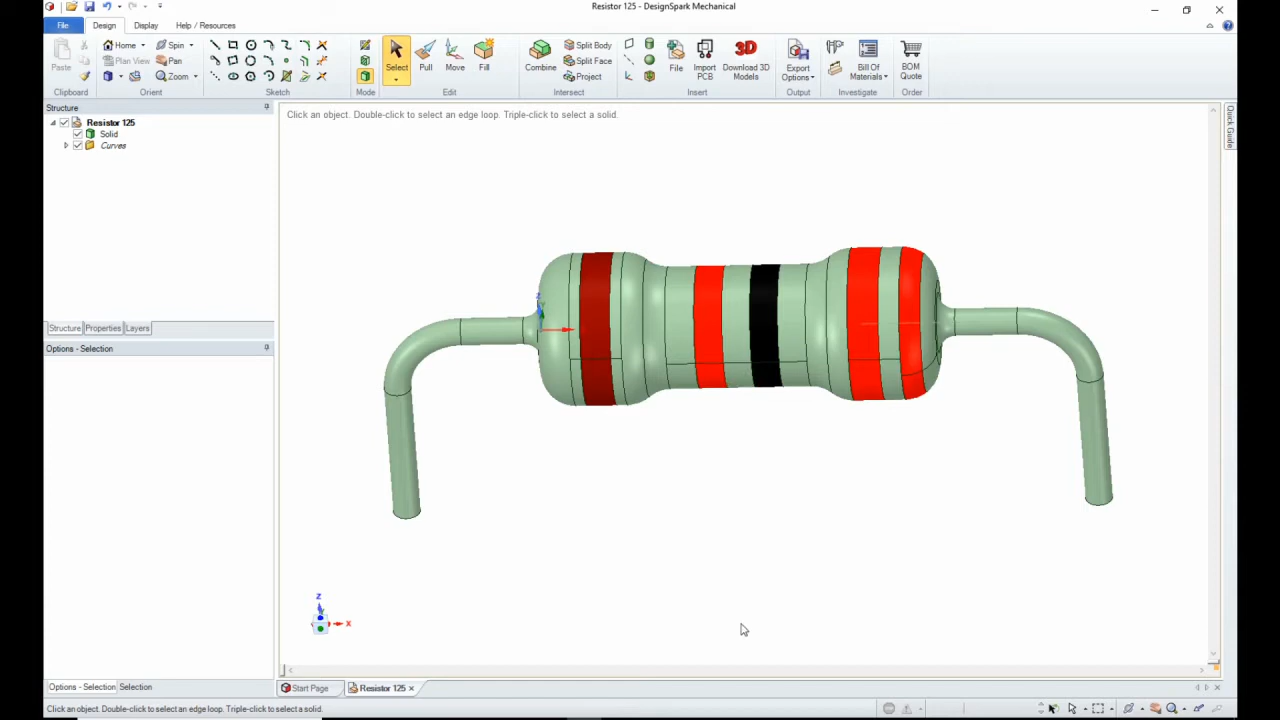 Resistor 125 - DesignSpark Mechanical
File Design Display Help / Resources
Paste
Clipboard
Home Spin
Plan View Pan
Zoom
Orient
Sketch
Mode
Select Pull Move Fill
Edit
Combine
Split Body
Split Face
Project
Intersect
File Import PCB Download 3D Models
Insert
Export Options
Output
Bill Of Materials
Investigate
BOM Quote
Order
Structure
Resistor 125
Solid
Curves
Structure Properties Layers
Options - Selection
Click an object. Double-click to select an edge loop. Triple-click to select a solid.
Quick Guide
Z
Z
X
Options - Selection Selection
Start Page Resistor 125
Click an object. Double-click to select an edge loop. Triple-click to select a solid.